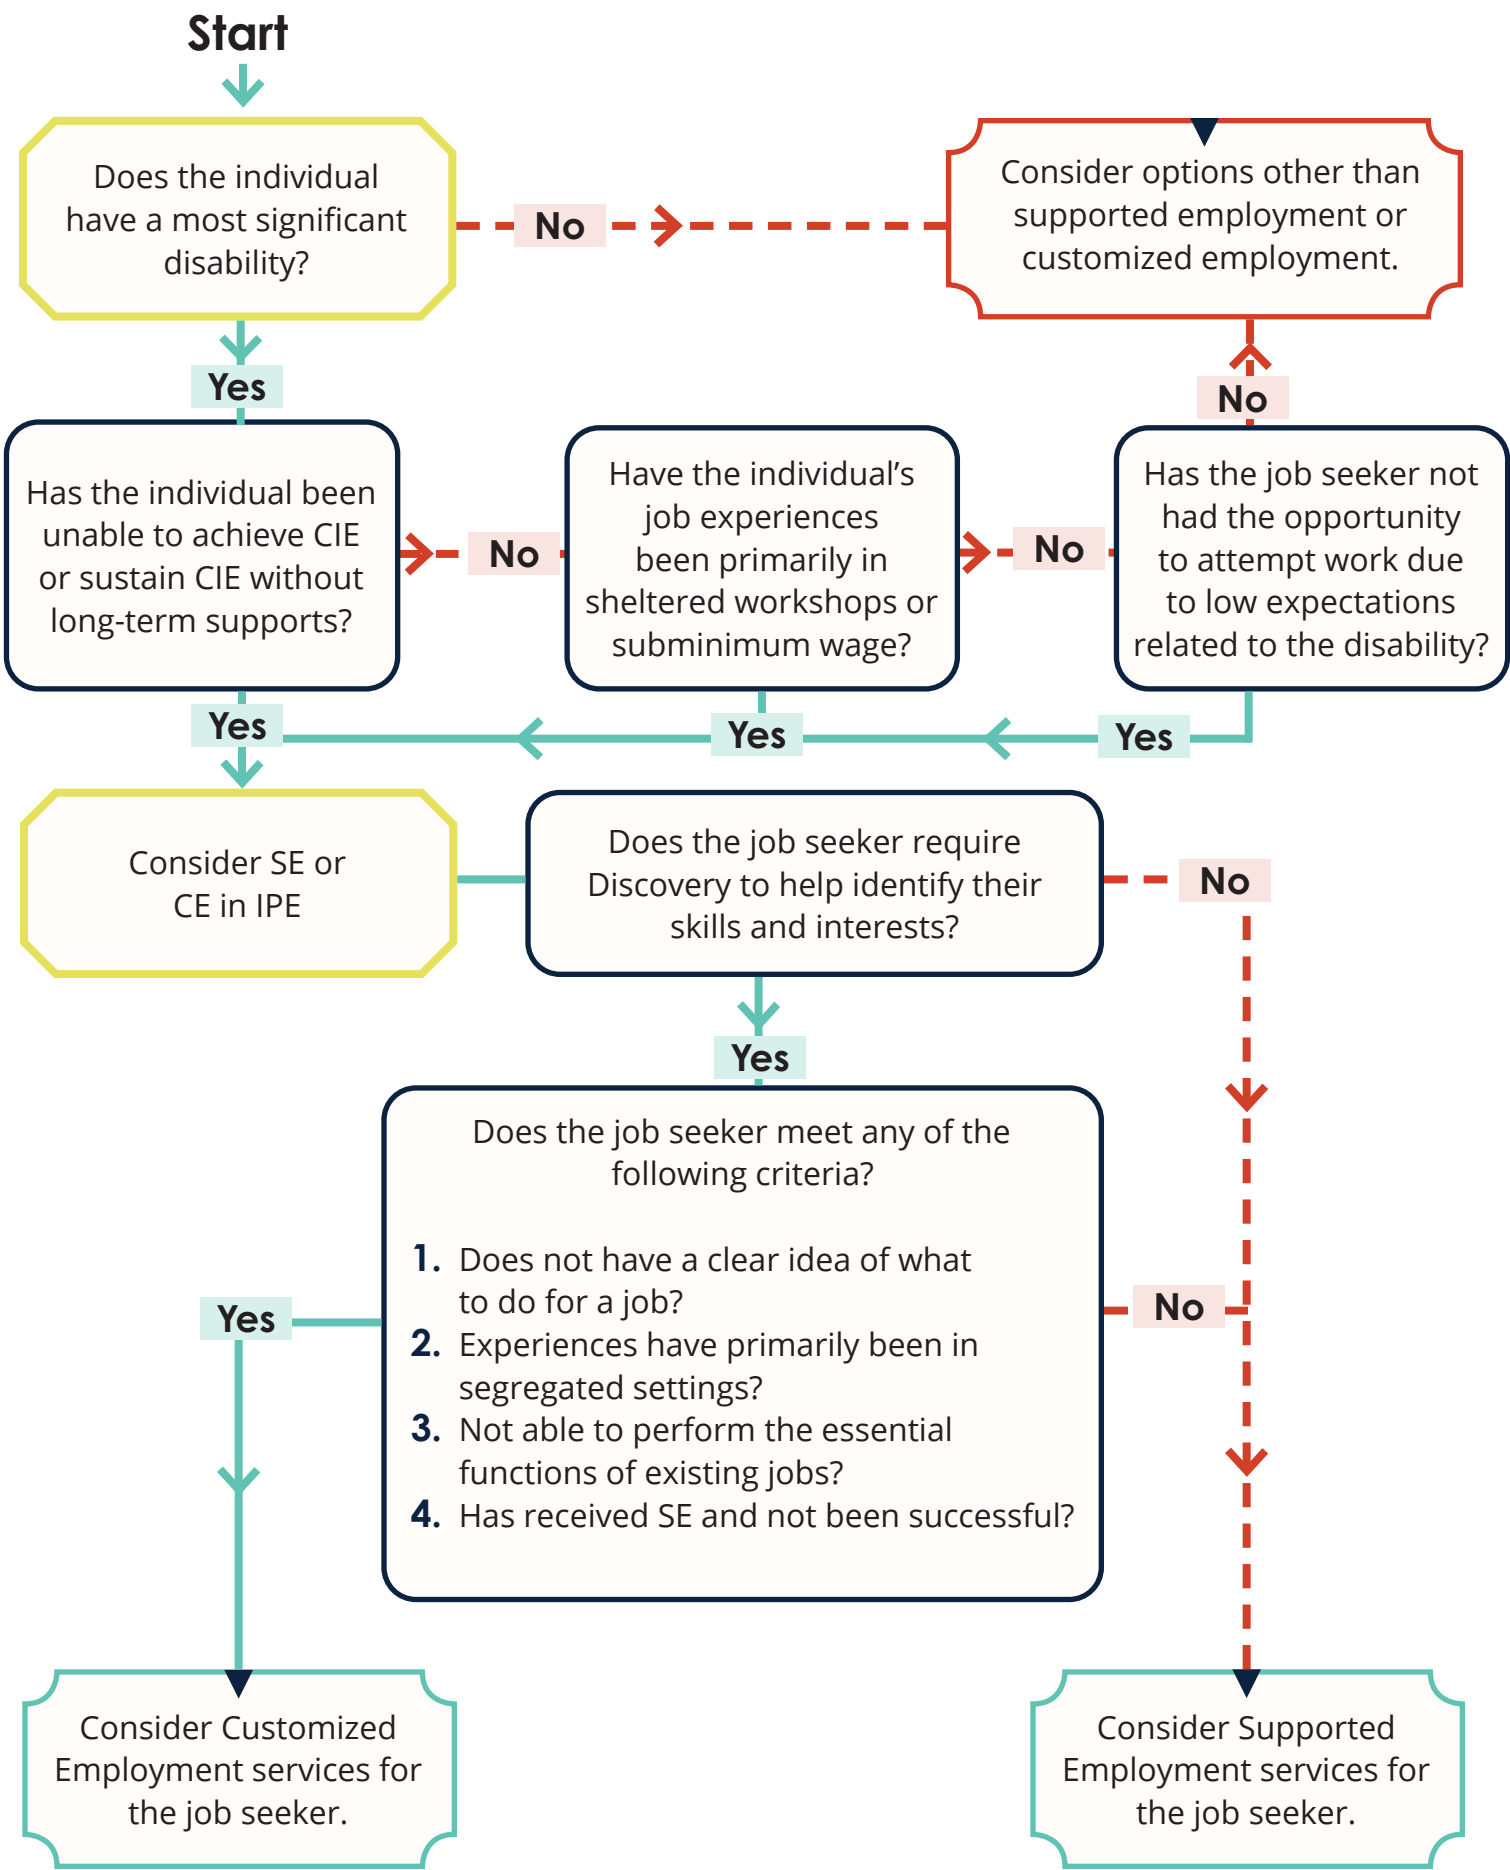 Start
Does the individual
have a most significant
disability?
No
Consider options other than
supported employment or
customized employment.
Yes
No
Has the individual been
unable to achieve CIE
or sustain CIE without
long-term supports?
No
Have the individual’s
job experiences
been primarily in
sheltered workshops or
subminimum wage?
No
Has the job seeker not
had the opportunity
to attempt work due
to low expectations
related to the disability?
Yes
Yes
Yes
Consider SE or
CE in IPE
Does the job seeker require
Discovery to help identify their
skills and interests?
No
Yes
Does the job seeker meet any of the
following criteria?
1. Does not have a clear idea of what
to do for a job?
2. Experiences have primarily been in
segregated settings?
3. Not able to perform the essential
functions of existing jobs?
4. Has received SE and not been successful?
Yes
No
Consider Customized
Employment services for
the job seeker.
Consider Supported
Employment services for
the job seeker.